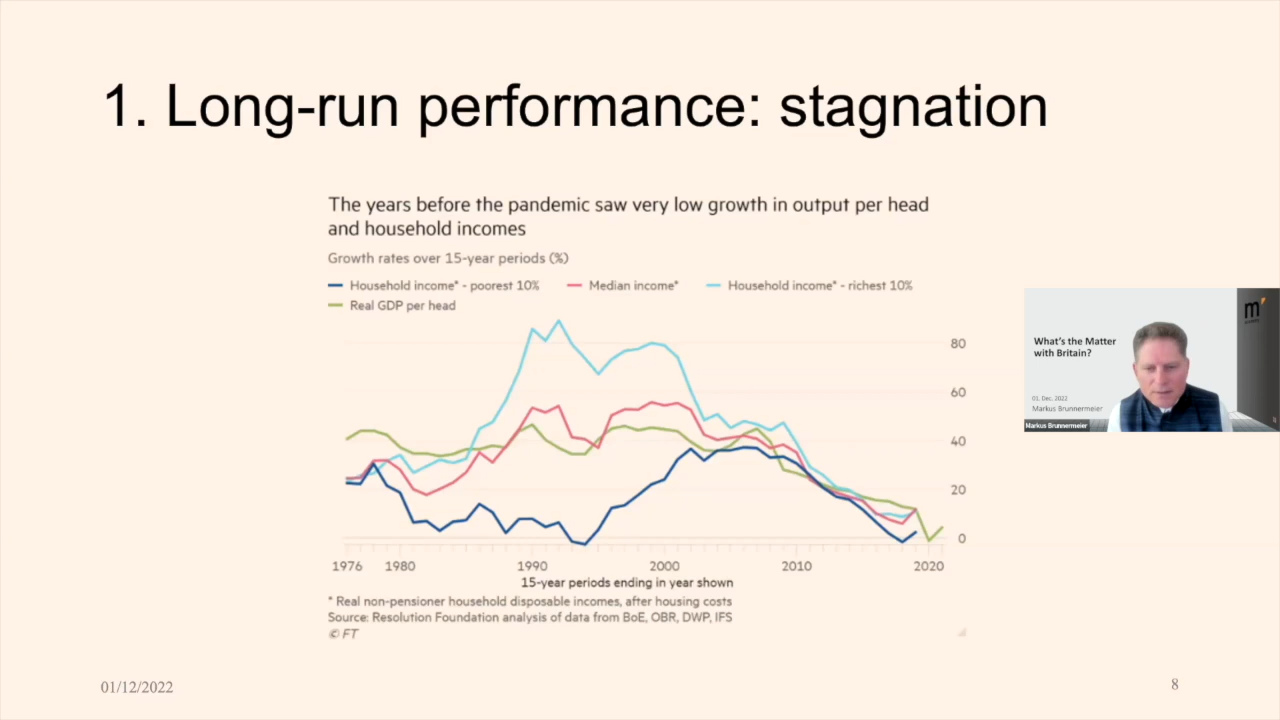 1. Long-run performance: stagnation
The years before the pandemic saw very low growth in output per head
and household incomes
Growth rates over 15-year periods (%)
Household income* - poorest 10%
Median income*
Household income* - richest 10%
Real GDP per head
80
60
40
20
0
1976
1980
1990
2000
2010
2020
15-year periods ending in year shown
* Real non-pensioner household disposable incomes, after housing costs
Source: Resolution Foundation analysis of data from BoE, OBR, DWP, IFS
© FT
m
What's the Matter
with Britain?
01. Dec. 2022
Markus Brunnermeier
Markus Brunnermeier
01/12/2022
8